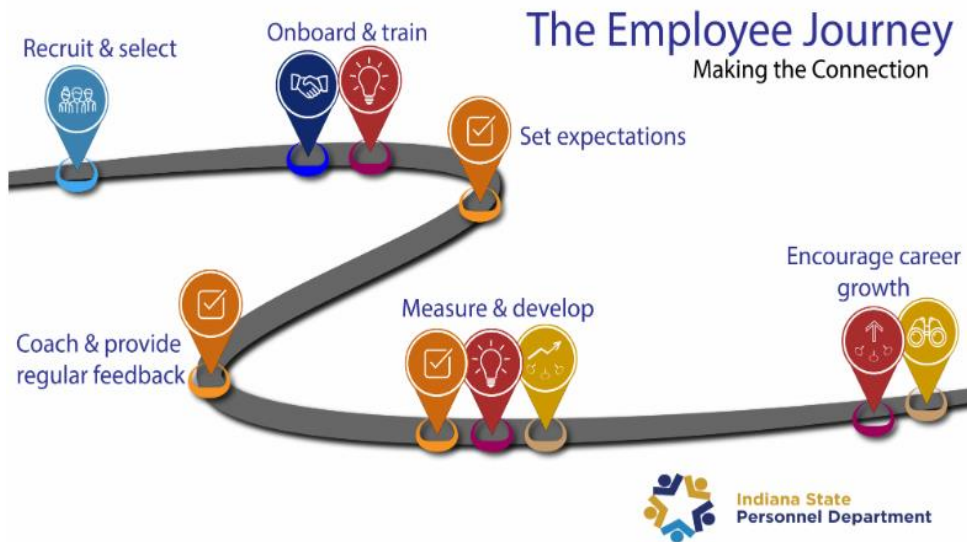 The Employee Journey
Making the Connection
Recruit & select
Onboard & train
Set expectations
Coach & provide
regular feedback
Measure & develop
Encourage career
growth
Indiana State
Personnel Department